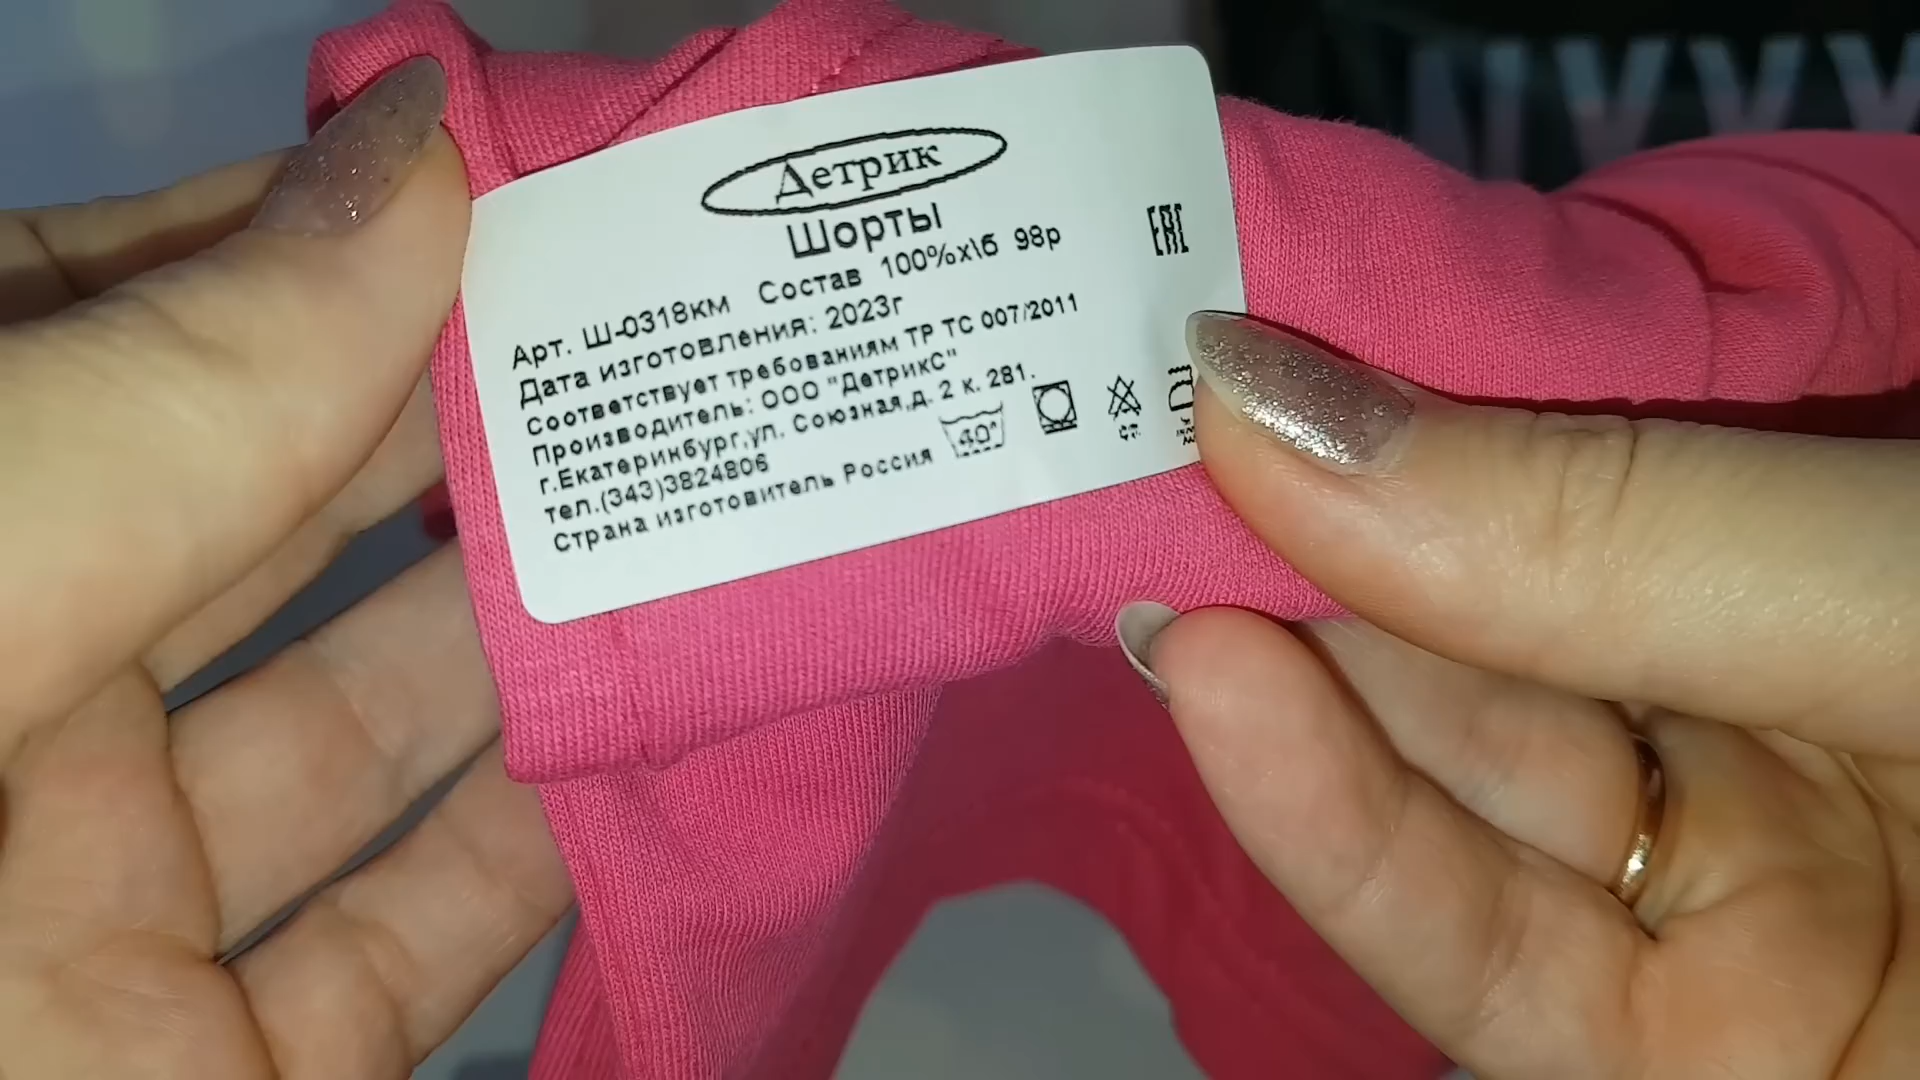 Детрик
Шорты
Арт. Ш-0318км Состав 100%х\б 98р
Дата изготовления: 2023г
Соответствует требованиям ТР ТС 007/2011
Производитель: ООО "ДетрикС"
г.Екатеринбург,ул. Союзная,д. 2 к. 281.
тел.(343)3824806
Страна изготовитель Россия
40°
EAC